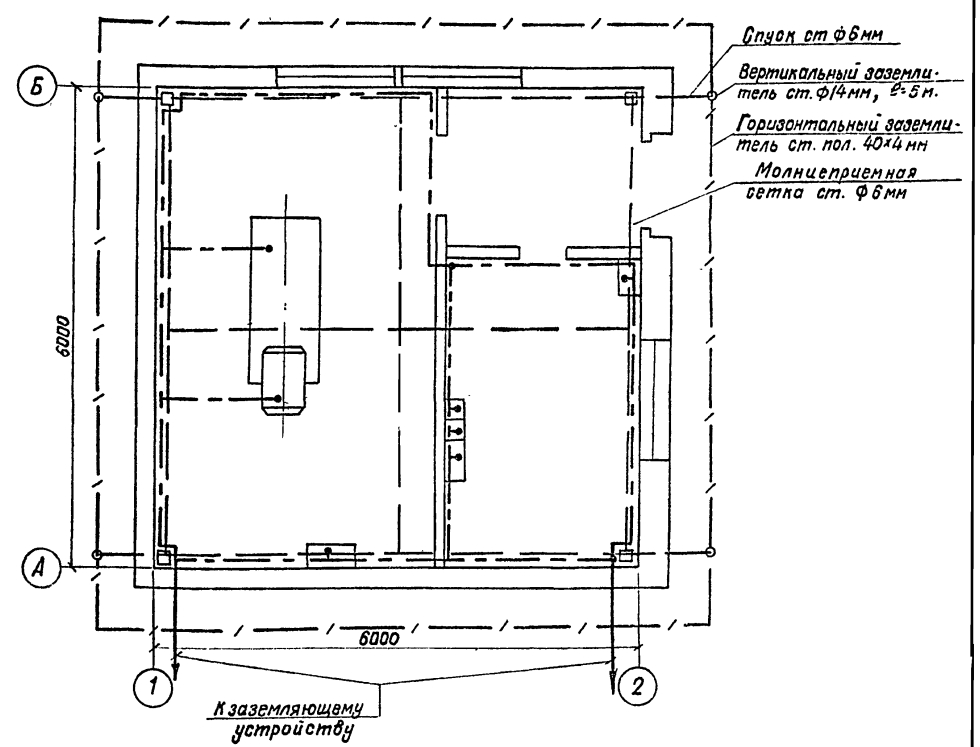 Спуск ст ф6мм
Вертикальный заземли-
тель ст. ф14мм, ℓ=5м.
Горизонтальный заземли-
тель ст. пол. 40×4мм
Молниеприемная
сетка ст. ф6мм
Б
6000
А
6000
1
2
К заземляющему
устройству